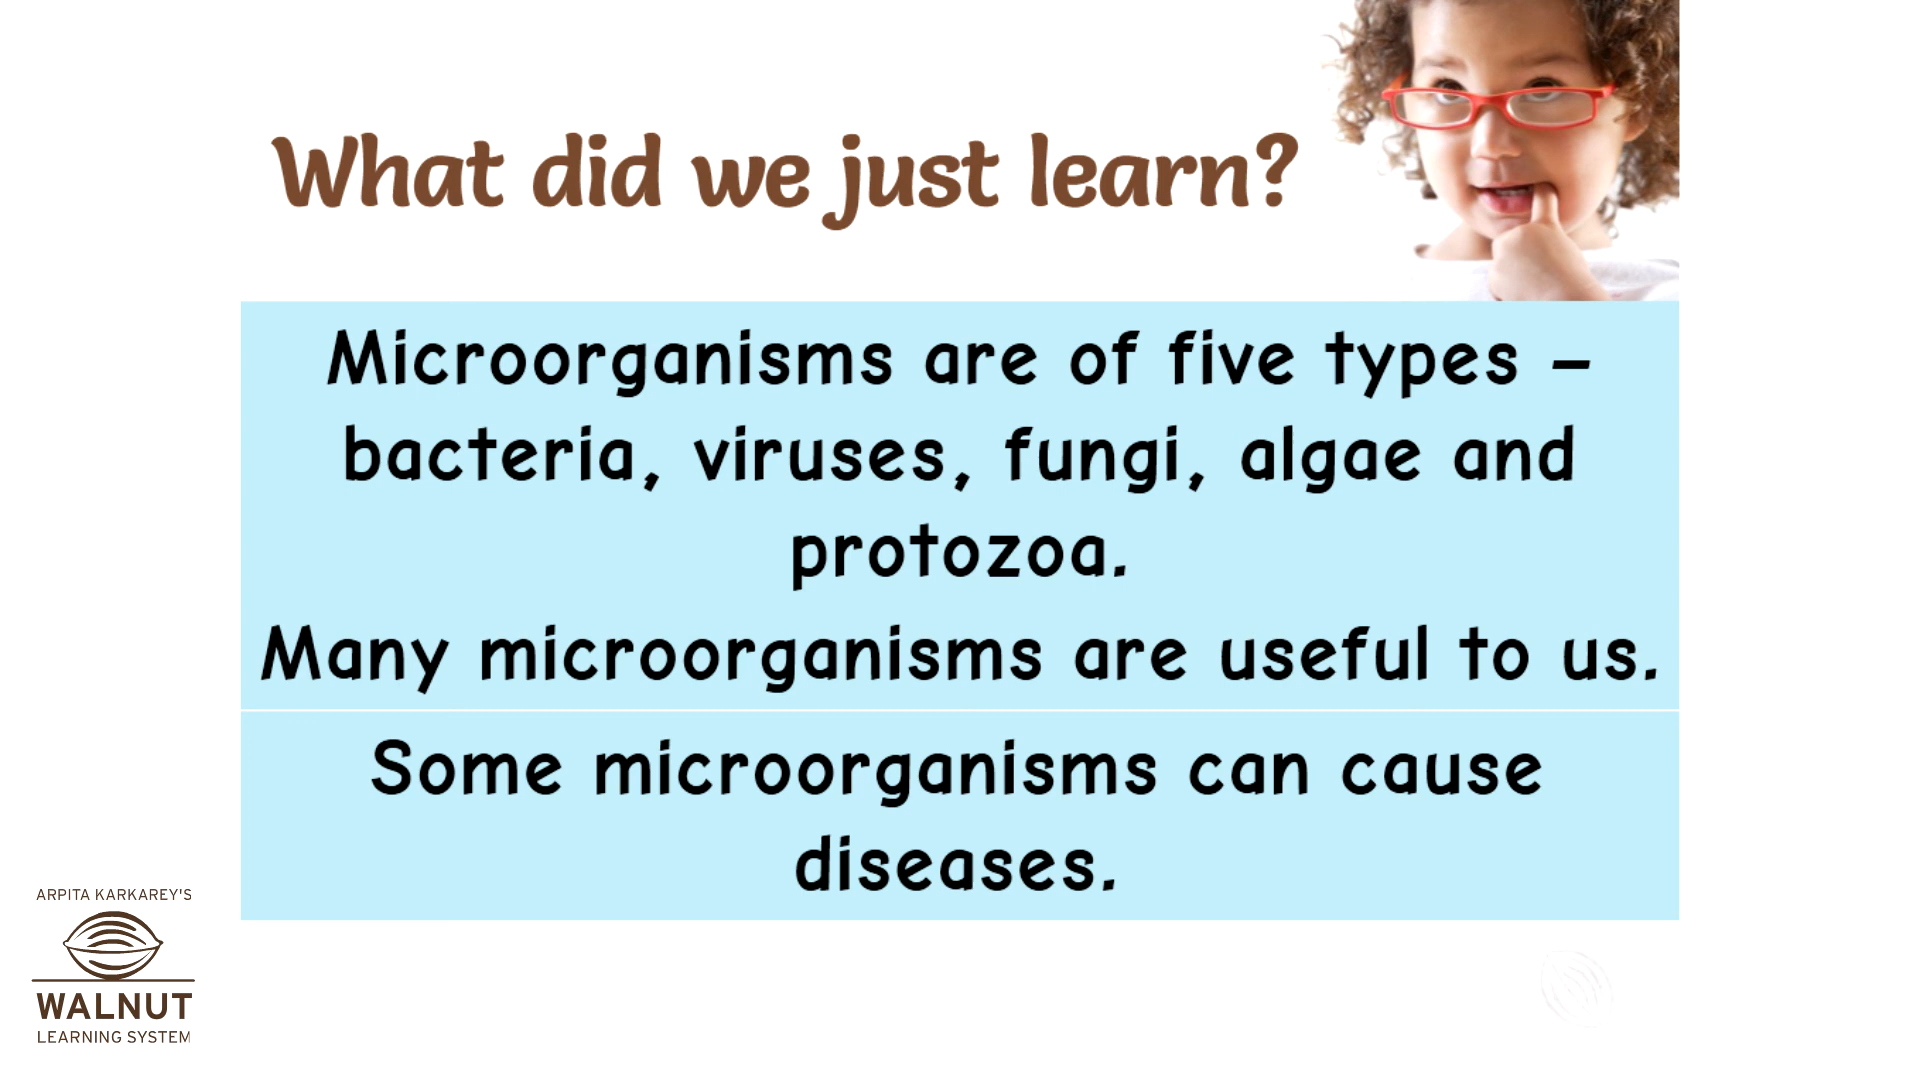 What did we just learn?
Microorganisms are of five types –
bacteria, viruses, fungi, algae and
protozoa.
Many microorganisms are useful to us.
Some microorganisms can cause
diseases.
ARPITA KARKAREY'S
WALNUT
LEARNING SYSTEM